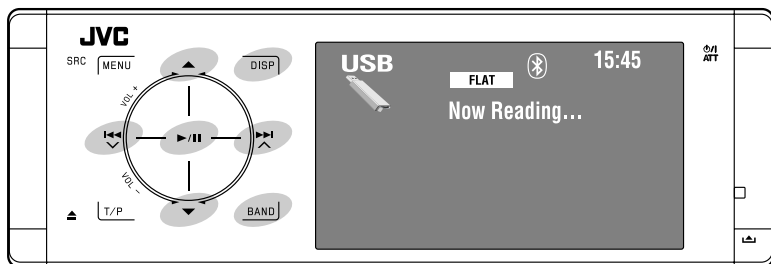 JVC
SRC
MENU
DISP
VOL +
VOL –
T/P
BAND
USB
FLAT
15:45
Now Reading...
ATT